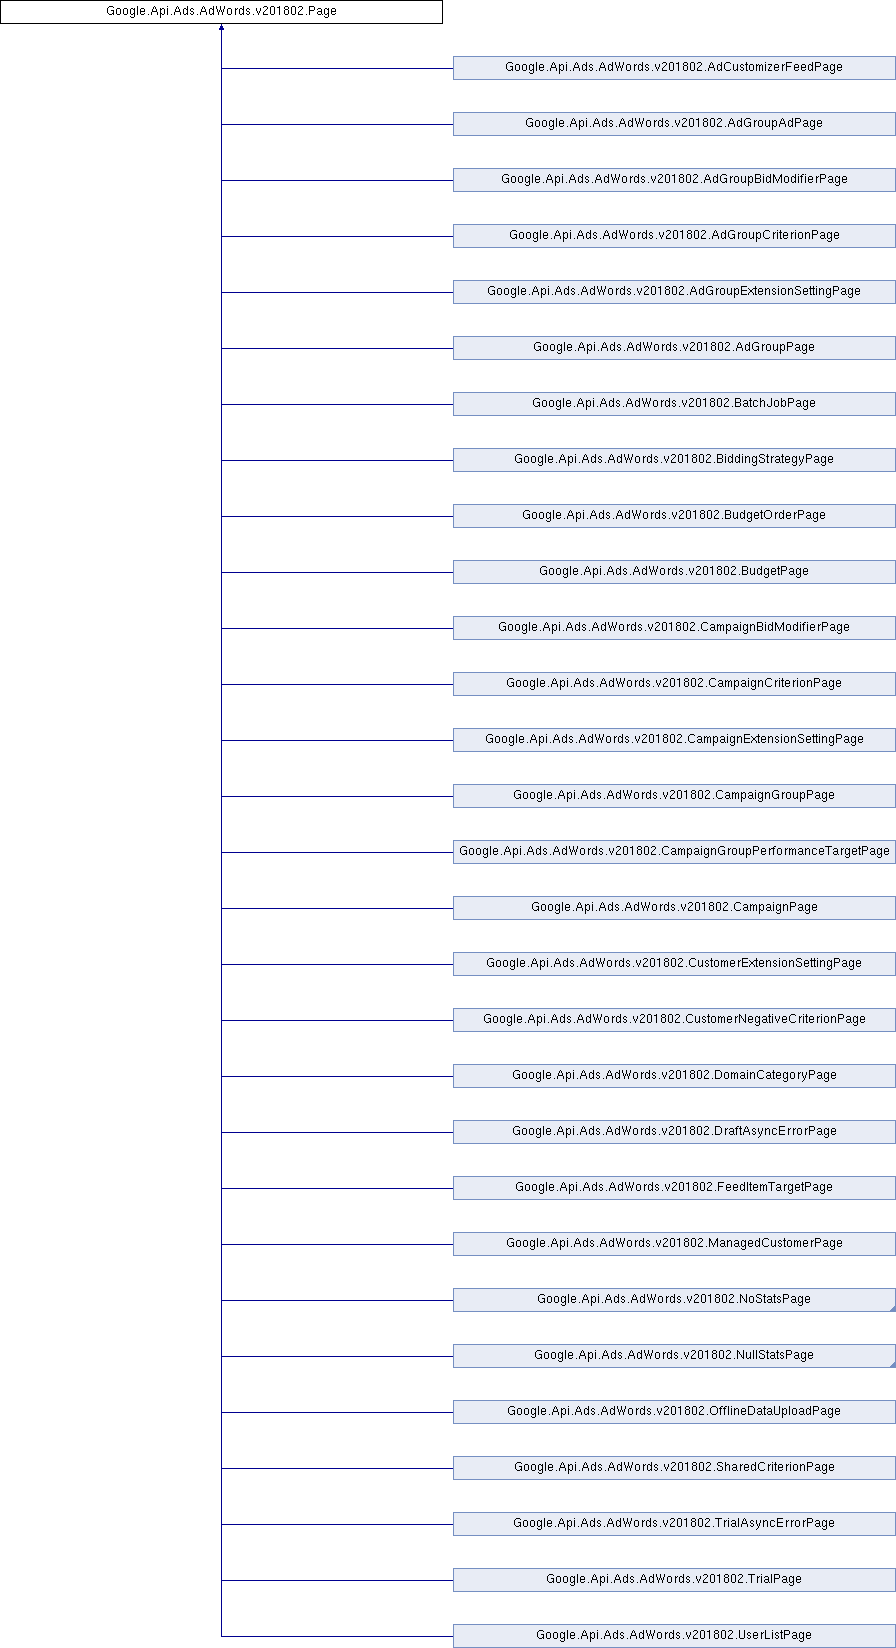 Google.Api.Ads.AdWords.v201802.Page
Google.Api.Ads.AdWords.v201802.AdCustomizerFeedPage
Google.Api.Ads.AdWords.v201802.AdGroupAdPage
Google.Api.Ads.AdWords.v201802.AdGroupBidModifierPage
Google.Api.Ads.AdWords.v201802.AdGroupCriterionPage
Google.Api.Ads.AdWords.v201802.AdGroupExtensionSettingPage
Google.Api.Ads.AdWords.v201802.AdGroupPage
Google.Api.Ads.AdWords.v201802.BatchJobPage
Google.Api.Ads.AdWords.v201802.BiddingStrategyPage
Google.Api.Ads.AdWords.v201802.BudgetOrderPage
Google.Api.Ads.AdWords.v201802.BudgetPage
Google.Api.Ads.AdWords.v201802.CampaignBidModifierPage
Google.Api.Ads.AdWords.v201802.CampaignCriterionPage
Google.Api.Ads.AdWords.v201802.CampaignExtensionSettingPage
Google.Api.Ads.AdWords.v201802.CampaignGroupPage
Google.Api.Ads.AdWords.v201802.CampaignGroupPerformanceTargetPage
Google.Api.Ads.AdWords.v201802.CampaignPage
Google.Api.Ads.AdWords.v201802.CustomerExtensionSettingPage
Google.Api.Ads.AdWords.v201802.CustomerNegativeCriterionPage
Google.Api.Ads.AdWords.v201802.DomainCategoryPage
Google.Api.Ads.AdWords.v201802.DraftAsyncErrorPage
Google.Api.Ads.AdWords.v201802.FeedItemTargetPage
Google.Api.Ads.AdWords.v201802.ManagedCustomerPage
Google.Api.Ads.AdWords.v201802.NoStatsPage
Google.Api.Ads.AdWords.v201802.NullStatsPage
Google.Api.Ads.AdWords.v201802.OfflineDataUploadPage
Google.Api.Ads.AdWords.v201802.SharedCriterionPage
Google.Api.Ads.AdWords.v201802.TrialAsyncErrorPage
Google.Api.Ads.AdWords.v201802.TrialPage
Google.Api.Ads.AdWords.v201802.UserListPage